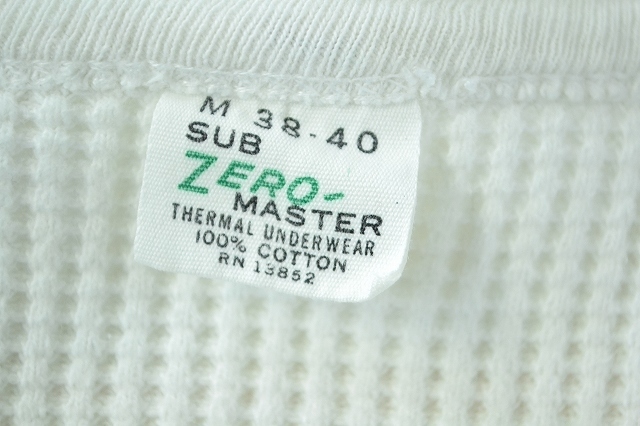 M 38-40
SUB
ZERO-
MASTER
THERMAL UNDERWEAR
100% COTTON
RN 13852